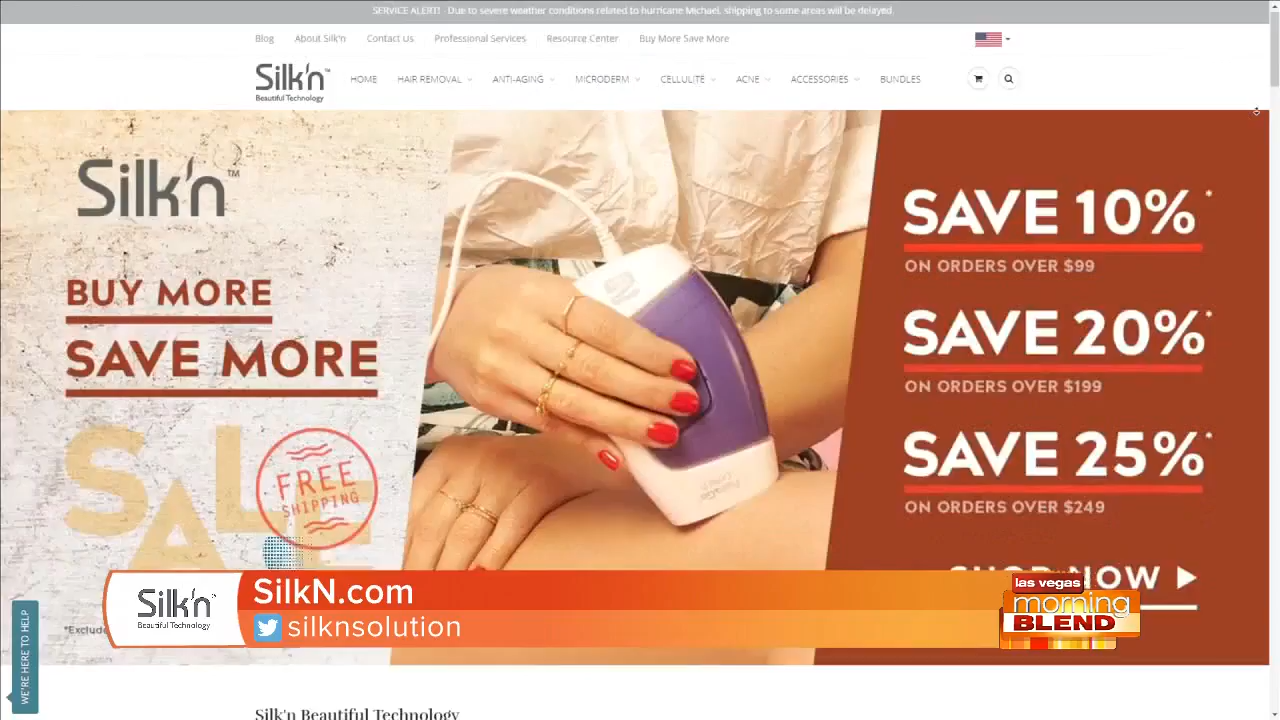 SERVICE ALERT! - Due to severe weather conditions related to hurricane Michael, shipping to some areas will be delayed.
Blog About Silk'n Contact Us Professional Services Resource Center Buy More Save More
Silk'n™
Beautiful Technology
HOME HAIR REMOVAL ANTI-AGING MICRODERM CELLULITE ACNE ACCESSORIES BUNDLES
Silk'n™
BUY MORE
SAVE MORE
SALE
FREE
SHIPPING
SAVE 10%*
ON ORDERS OVER $99
SAVE 20%*
ON ORDERS OVER $199
SAVE 25%*
ON ORDERS OVER $249
SHOP NOW
Silk'n™
Beautiful Technology
SilkN.com
silknsolution
las vegas
morning
BLEND
WE'RE HERE TO HELP
Silk'n Beautiful Technology